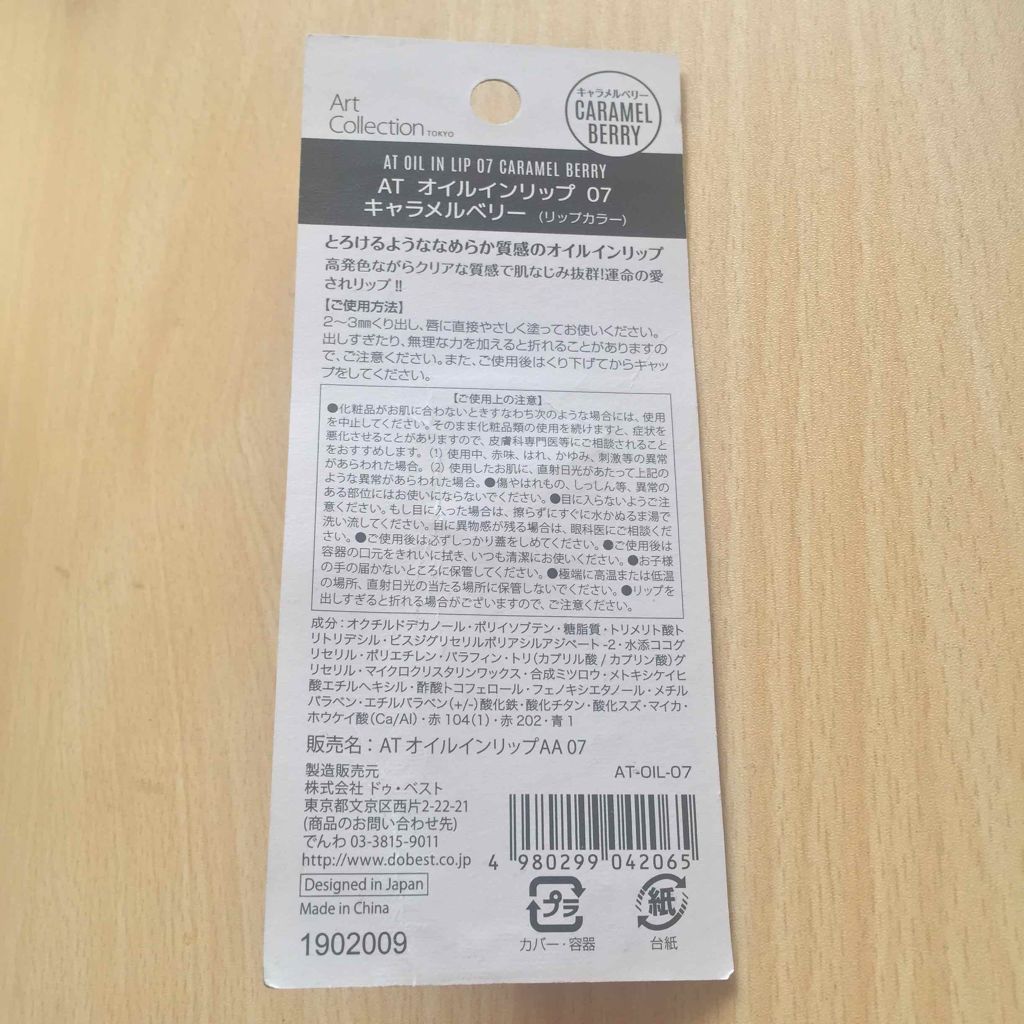 Art
Collection TOKYO
キャラメルベリー
CARAMEL
BERRY
AT OIL IN LIP 07 CARAMEL BERRY
AT オイルインリップ 07
キャラメルベリー (リップカラー)
とろけるようななめらか質感のオイルインリップ
高発色ながらクリアな質感で肌なじみ抜群!運命の愛
されリップ!!
【ご使用方法】
2〜3㎜くり出し、唇に直接やさしく塗ってお使いください。
出しすぎたり、無理な力を加えると折れることがありますの
で、ご注意ください。また、ご使用後はくり下げてからキャッ
プをしてください。
【ご使用上の注意】
●化粧品がお肌に合わないときすなわち次のような場合には、使用
を中止してください。そのまま化粧品類の使用を続けますと、症状を
悪化させることがありますので、皮膚科専門医等にご相談されること
をおすすめします。(1) 使用中、赤味、はれ、かゆみ、刺激等の異常
があらわれた場合。(2) 使用したお肌に、直射日光があたって上記の
ような異常があらわれた場合。●傷やはれもの、しっしん等、異常の
ある部位にはお使いにならないでください。●目に入らないようご注
意ください。もし目に入った場合は、擦らずにすぐに水かぬるま湯で
洗い流してください。目に異物感が残る場合は、眼科医にご相談くだ
さい。●ご使用後は必ずしっかり蓋をしめてください。●ご使用後は
容器の口元をきれいに拭き、いつも清潔にお使いください。●お子様
の手の届かないところに保管してください。●極端に高温または低温
の場所、直射日光の当たる場所に保管しないでください。●リップを
出しすぎると折れる場合がございますので、ご注意ください。
成分:オクチルドデカノール・ポリイソブテン・糖脂質・トリメリト酸ト
リトリデシル・ビスジグリセリルポリアシルアジペート-2・水添ココグ
リセリル・ポリエチレン・パラフィン・トリ(カプリル酸/カプリン酸)グ
リセリル・マイクロクリスタリンワックス・合成ミツロウ・メトキシケイヒ
酸エチルヘキシル・酢酸トコフェロール・フェノキシエタノール・メチル
パラベン・エチルパラベン(+/-)酸化鉄・酸化チタン・酸化スズ・マイカ・
ホウケイ酸(Ca/Al)・赤104(1)・赤202・青1
販売名:AT オイルインリップAA 07
製造販売元
株式会社 ドゥ・ベスト
東京都文京区西片2-22-21
(商品のお問い合わせ先)
でんわ 03-3815-9011
http://www.dobest.co.jp
AT-OIL-07
4 980299 042065
Designed in Japan
Made in China
1902009
プラ
カバー・容器
紙
台紙